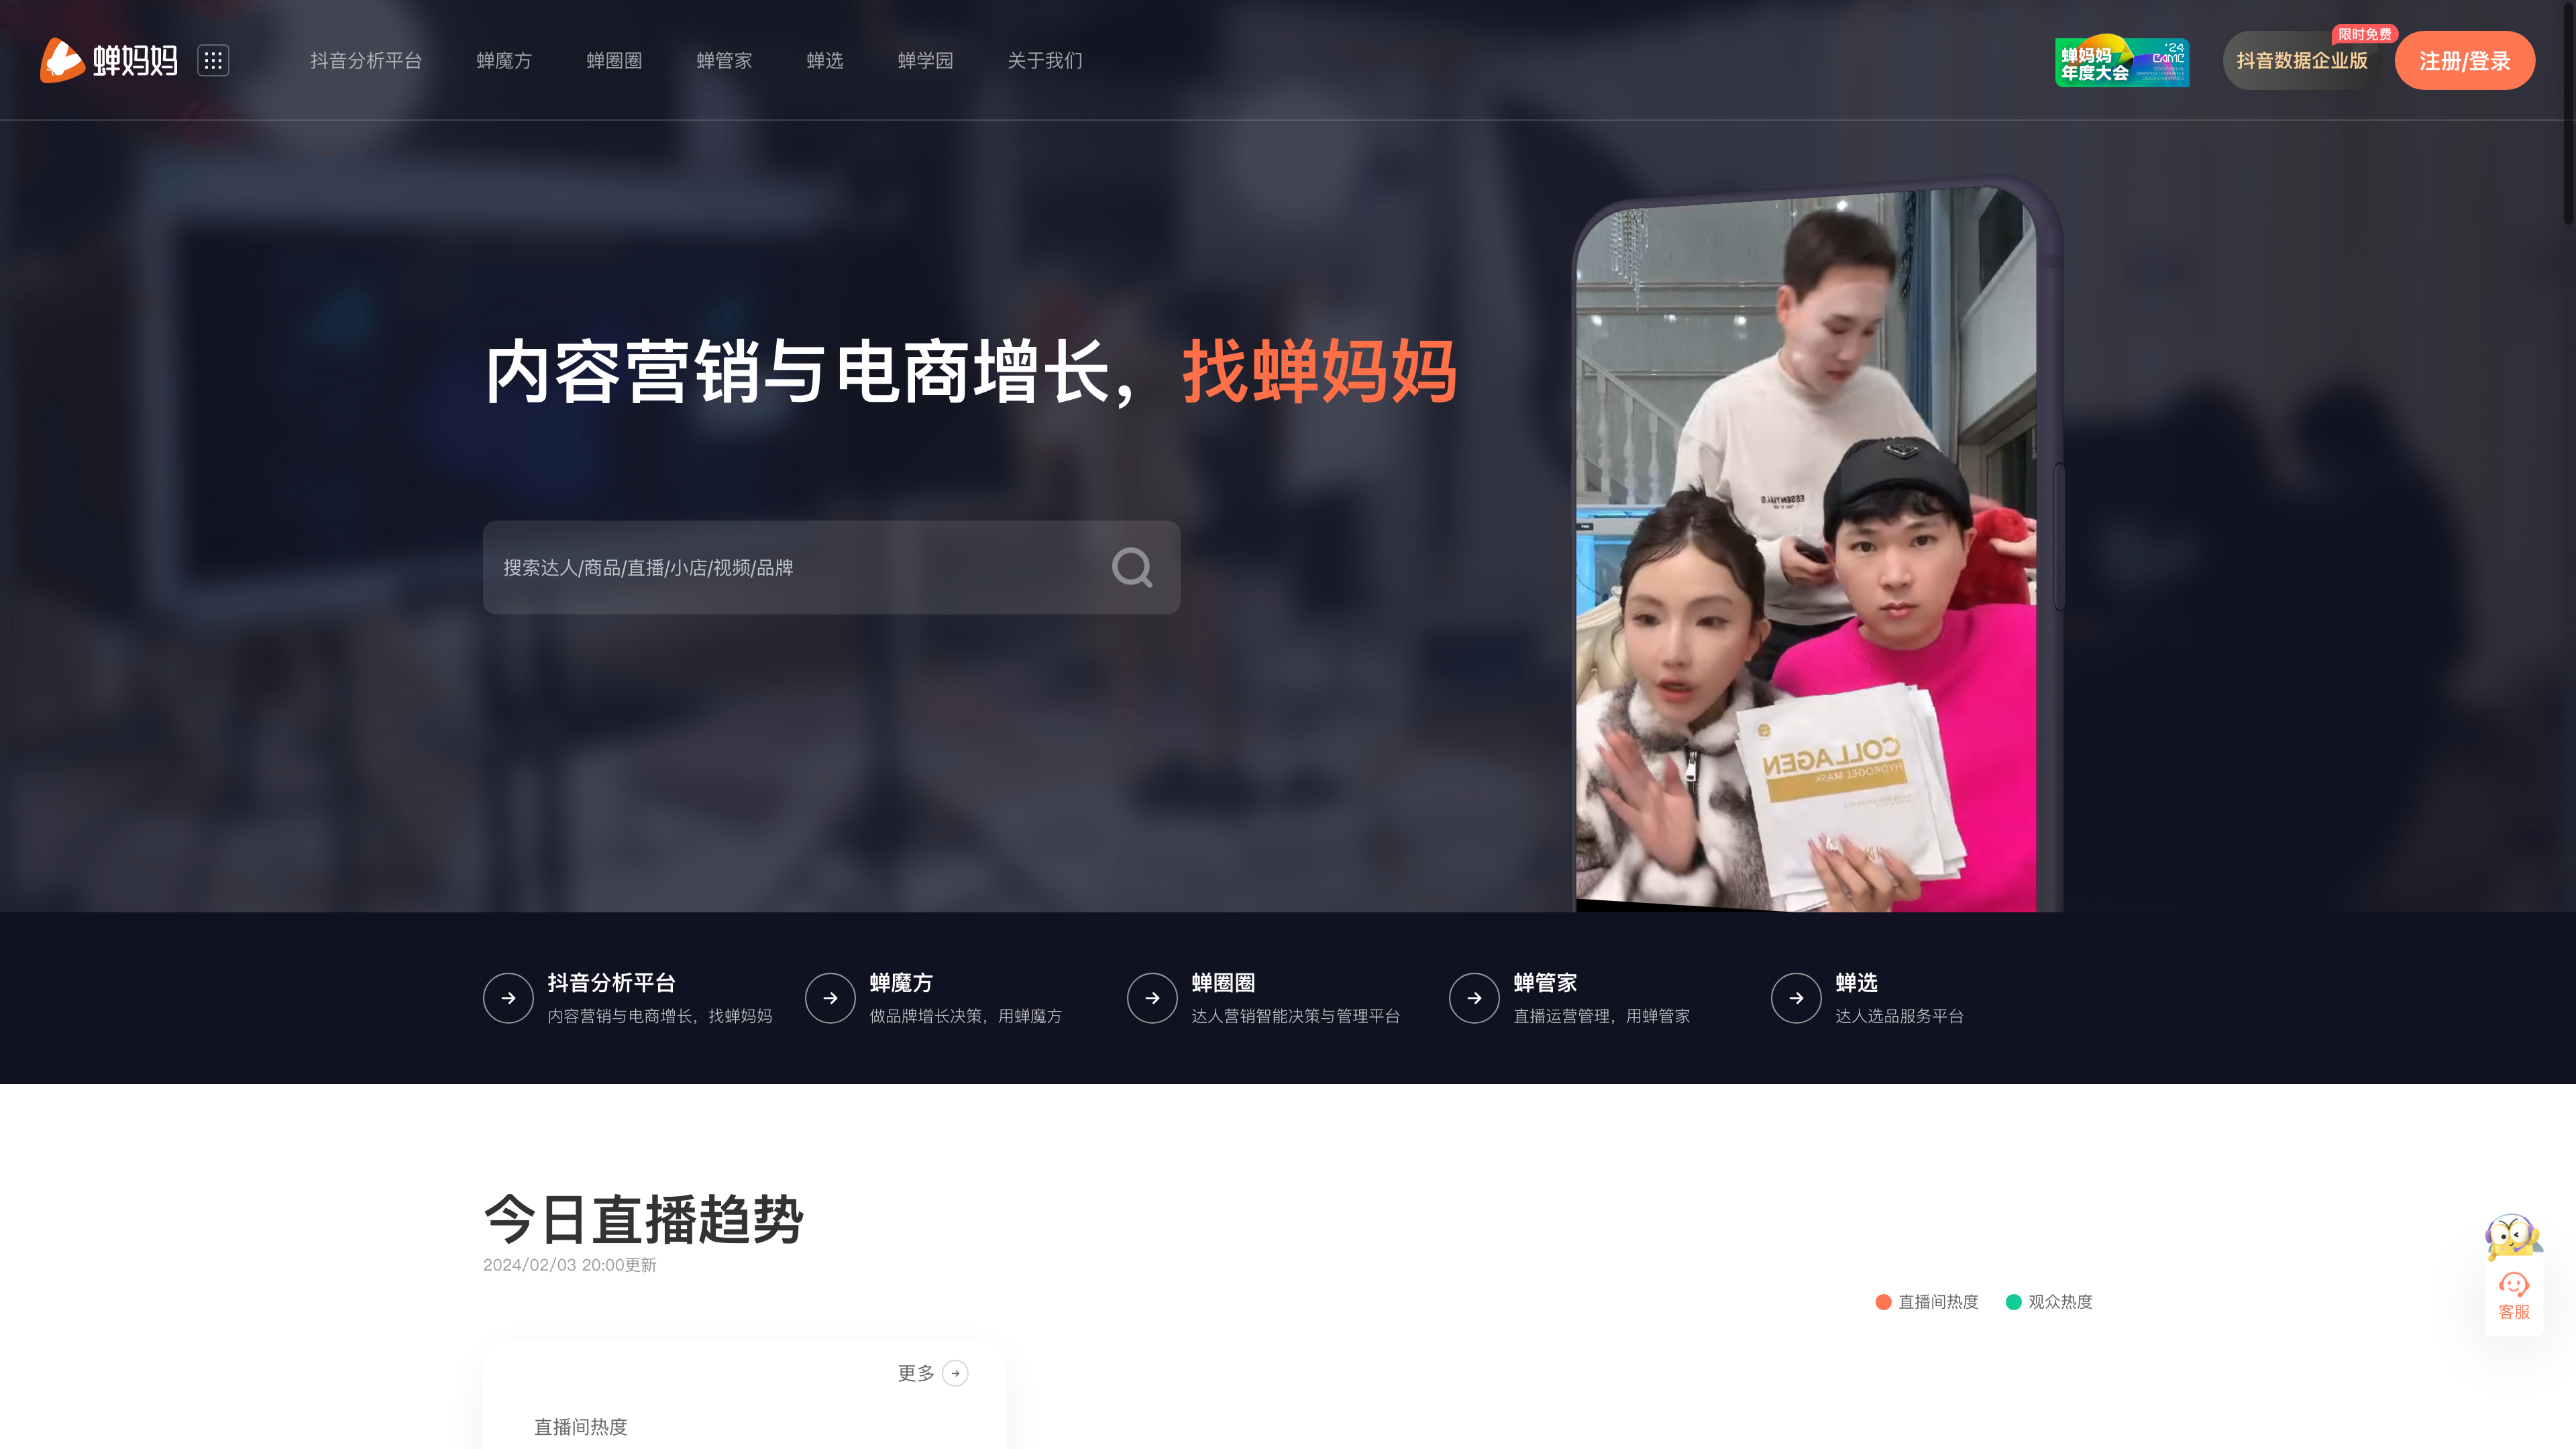 蝉妈妈
抖音分析平台
蝉魔方
蝉圈圈
蝉管家
蝉选
蝉学园
关于我们
蝉妈妈
年度大会
'24
CAMC
抖音数据企业版
限时免费
注册/登录
内容营销与电商增长，找蝉妈妈
搜索达人/商品/直播/小店/视频/品牌
ESSENTIALS
COLLAGEN
HYDROGEL MASK
抖音分析平台
内容营销与电商增长，找蝉妈妈
蝉魔方
做品牌增长决策，用蝉魔方
蝉圈圈
达人营销智能决策与管理平台
蝉管家
直播运营管理，用蝉管家
蝉选
达人选品服务平台
今日直播趋势
2024/02/03 20:00更新
直播间热度
观众热度
客服
更多
直播间热度